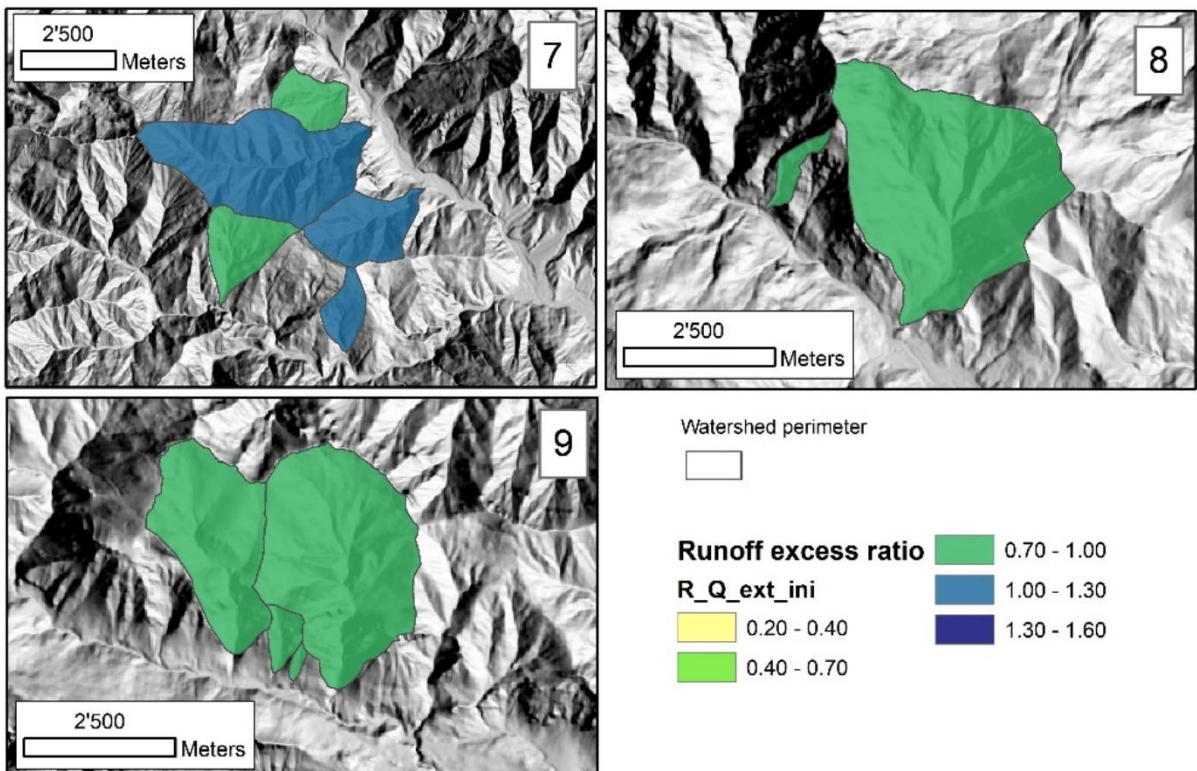 2'500
Meters
7
8
2'500
Meters
9
2'500
Meters
Watershed perimeter
Runoff excess ratio
R_Q_ext_ini
0.20 - 0.40
0.40 - 0.70
0.70 - 1.00
1.00 - 1.30
1.30 - 1.60